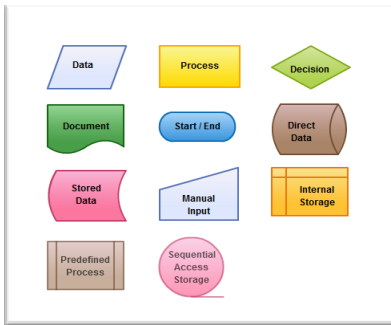 Data
Process
Decision
Document
Start / End
Direct
Data
Stored
Data
Manual
Input
Internal
Storage
Predefined
Process
Sequential
Access
Storage